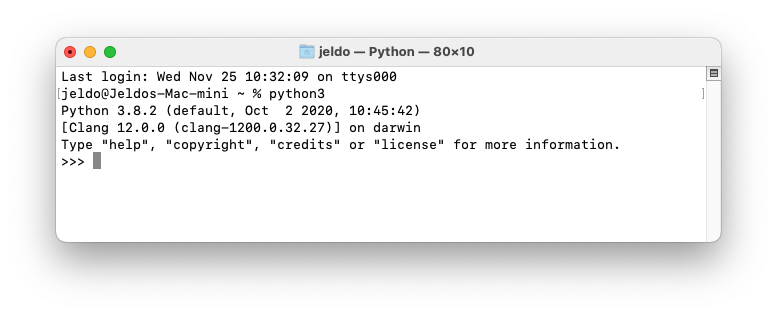 jeldo — Python — 80×10
Last login: Wed Nov 25 10:32:09 on ttys000
[jeldo@Jeldos-Mac-mini ~ % python3 ]
Python 3.8.2 (default, Oct  2 2020, 10:45:42)
[Clang 12.0.0 (clang-1200.0.32.27)] on darwin
Type "help", "copyright", "credits" or "license" for more information.
>>>